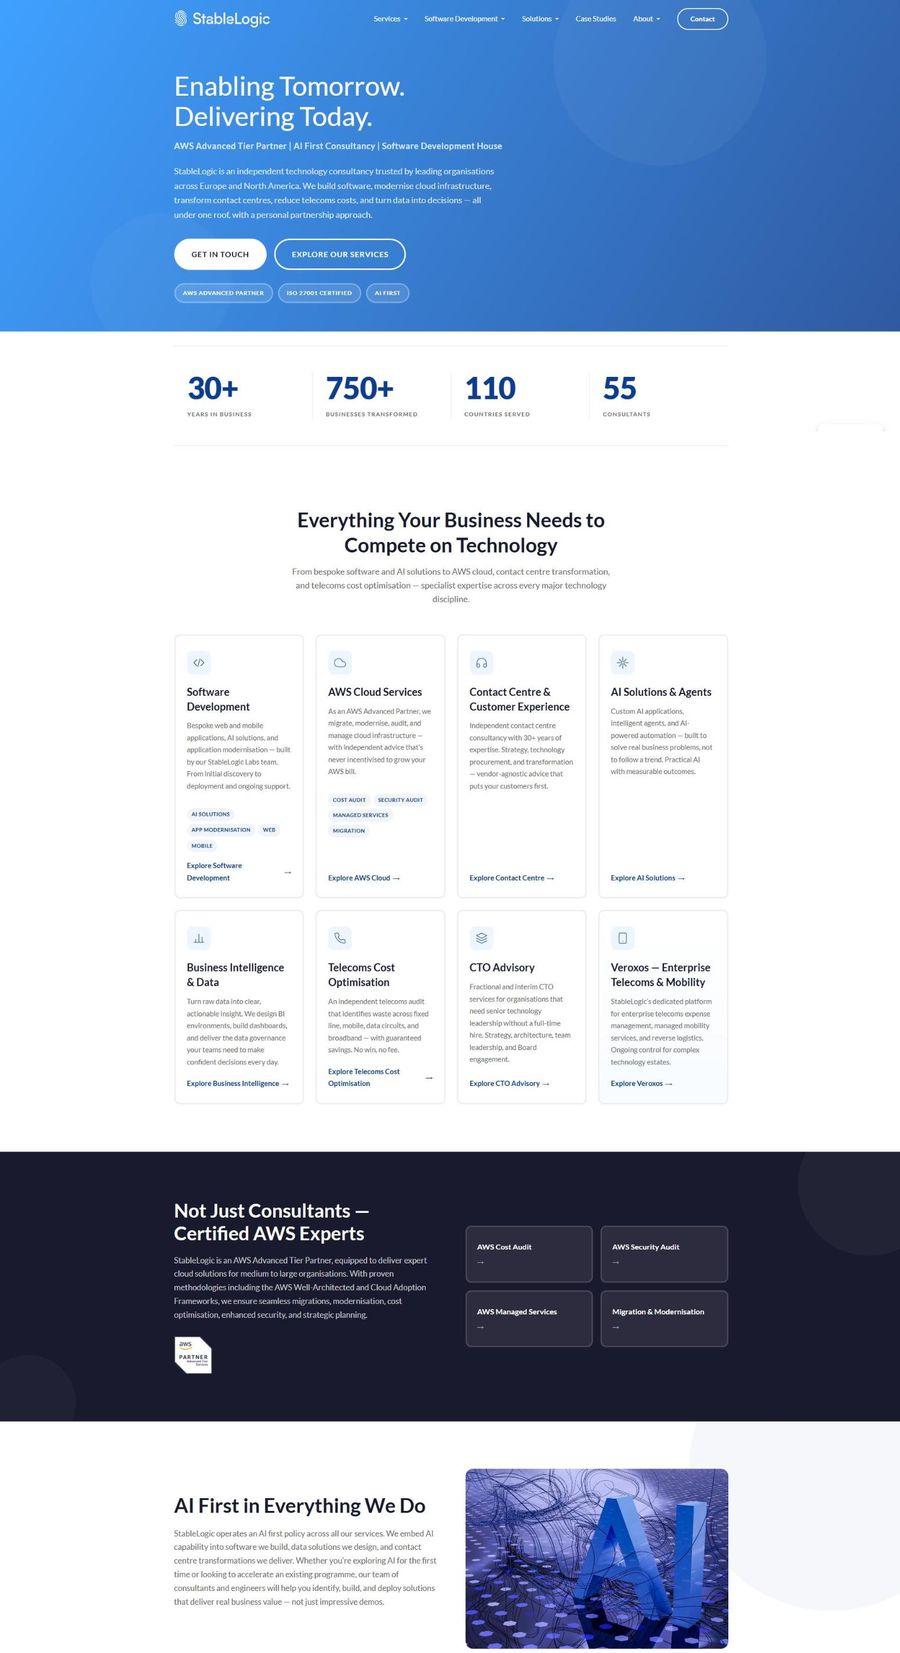 StableLogic
Services
Software Development
Solutions
Case Studies
About
Contact
Enabling Tomorrow.
Delivering Today.
AWS Advanced Tier Partner | AI First Consultancy | Software Development House
StableLogic is an independent technology consultancy trusted by leading organisations
across Europe and North America. We build software, modernise cloud infrastructure,
transform contact centres, reduce telecoms costs, and turn data into decisions — all
under one roof, with a personal partnership approach.
GET IN TOUCH
EXPLORE OUR SERVICES
AWS ADVANCED PARTNER
ISO 27001 CERTIFIED
AI FIRST
30+
YEARS IN BUSINESS
750+
BUSINESSES TRANSFORMED
110
COUNTRIES SERVED
55
CONSULTANTS
Everything Your Business Needs to
Compete on Technology
From bespoke software and AI solutions to AWS cloud, contact centre transformation,
and telecoms cost optimisation — specialist expertise across every major technology
discipline.
Software
Development
Bespoke web and mobile
applications, AI solutions, and
application modernisation — built
by our StableLogic Labs team.
From initial discovery to
deployment and ongoing support.
AI SOLUTIONS
APP MODERNISATION
WEB
MOBILE
Explore Software
Development →
AWS Cloud Services
As an AWS Advanced Partner, we
migrate, modernise, audit, and
manage cloud infrastructure —
with independent advice that's
never incentivised to grow your
AWS bill.
COST AUDIT
SECURITY AUDIT
MANAGED SERVICES
MIGRATION
Explore AWS Cloud →
Contact Centre &
Customer Experience
Independent contact centre
consultancy with 30+ years of
expertise. Strategy, technology
procurement, and transformation
— vendor-agnostic advice that
puts your customers first.
Explore Contact Centre →
AI Solutions & Agents
Custom AI applications,
intelligent agents, and AI-
powered automation — built to
solve real business problems, not
to follow a trend. Practical AI
with measurable outcomes.
Explore AI Solutions →
Business Intelligence
& Data
Turn raw data into clear,
actionable insight. We design BI
environments, build dashboards,
and deliver the data governance
your teams need to make
confident decisions every day.
Explore Business Intelligence →
Telecoms Cost
Optimisation
An independent telecoms audit
that identifies waste across fixed
line, mobile, data circuits, and
broadband — with guaranteed
savings. No win, no fee.
Explore Telecoms Cost
Optimisation →
CTO Advisory
Fractional and interim CTO
services for organisations that
need senior technology
leadership without a full-time
hire. Strategy, architecture, team
leadership, and Board
engagement.
Explore CTO Advisory →
Veroxos — Enterprise
Telecoms & Mobility
StableLogic's dedicated platform
for enterprise telecoms expense
management, managed mobility
services, and reverse logistics.
Ongoing control for complex
technology estates.
Explore Veroxos →
Not Just Consultants —
Certified AWS Experts
StableLogic is an AWS Advanced Tier Partner, equipped to deliver expert
cloud solutions for medium to large organisations. With proven
methodologies including the AWS Well-Architected and Cloud Adoption
Frameworks, we ensure seamless migrations, modernisation, cost
optimisation, enhanced security, and strategic planning.
aws
PARTNER
Advanced Tier
Services
AWS Cost Audit
→
AWS Security Audit
→
AWS Managed Services
→
Migration & Modernisation
→
AI First in Everything We Do
StableLogic operates an AI first policy across all our services. We embed AI
capability into software we build, data solutions we design, and contact
centre transformations we deliver. Whether you're exploring AI for the first
time or looking to accelerate an existing programme, our team of
consultants and engineers will help you identify, build, and deploy solutions
that deliver real business value — not just impressive demos.
AI